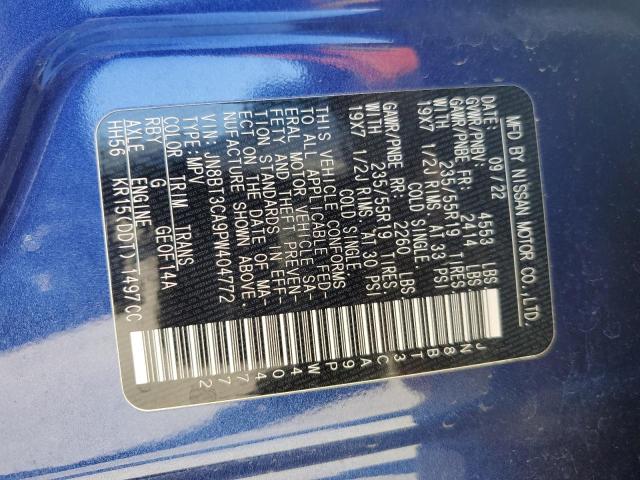 MFD BY NISSAN MOTOR CO.,LTD.
DATE: 09/22
GVWR/PNBV: 4553 LBS
GAWR/PNBE FR: 2414 LBS
WITH 235/55R19 TIRES
19X7 1/2J RIMS AT 33 PSI
COLD SINGLE
GAWR/PNBE RR: 2260 LBS
WITH 235/55R19 TIRES
19X7 1/2J RIMS AT 30 PSI
COLD SINGLE
THIS VEHICLE CONFORMS
TO ALL APPLICABLE FED-
ERAL MOTOR VEHICLE SA-
FETY AND THEFT PREVEN-
TION STANDARDS IN EFF-
ECT ON THE DATE OF MA-
NUFACTURE SHOWN ABOVE.
VIN: JN8BT3CA9PW404772
TYPE: MPV
COLOR TRIM TRANS
RBY G GE0F14A
AXLE ENGINE
HH56 KR15(DDT) 1497CC
JN8BT3CA9PW404772